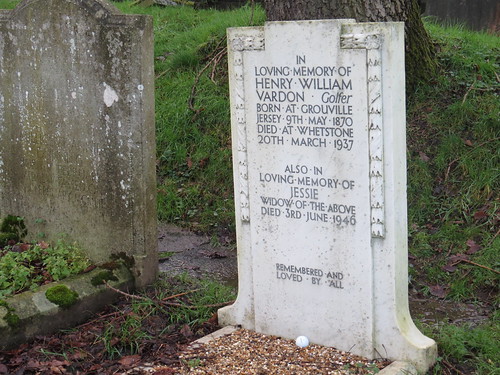 IN
LOVING·MEMORY·OF
HENRY·WILLIAM
VARDON · Golfer
BORN·AT·GROUVILLE
JERSEY·9TH·MAY·1870
DIED·AT·WHETSTONE
20TH·MARCH·1937
ALSO·IN
LOVING·MEMORY·OF
JESSIE
WIDOW·OF·THE·ABOVE
DIED·3RD·JUNE·1946
REMEMBERED·AND
LOVED·BY·ALL